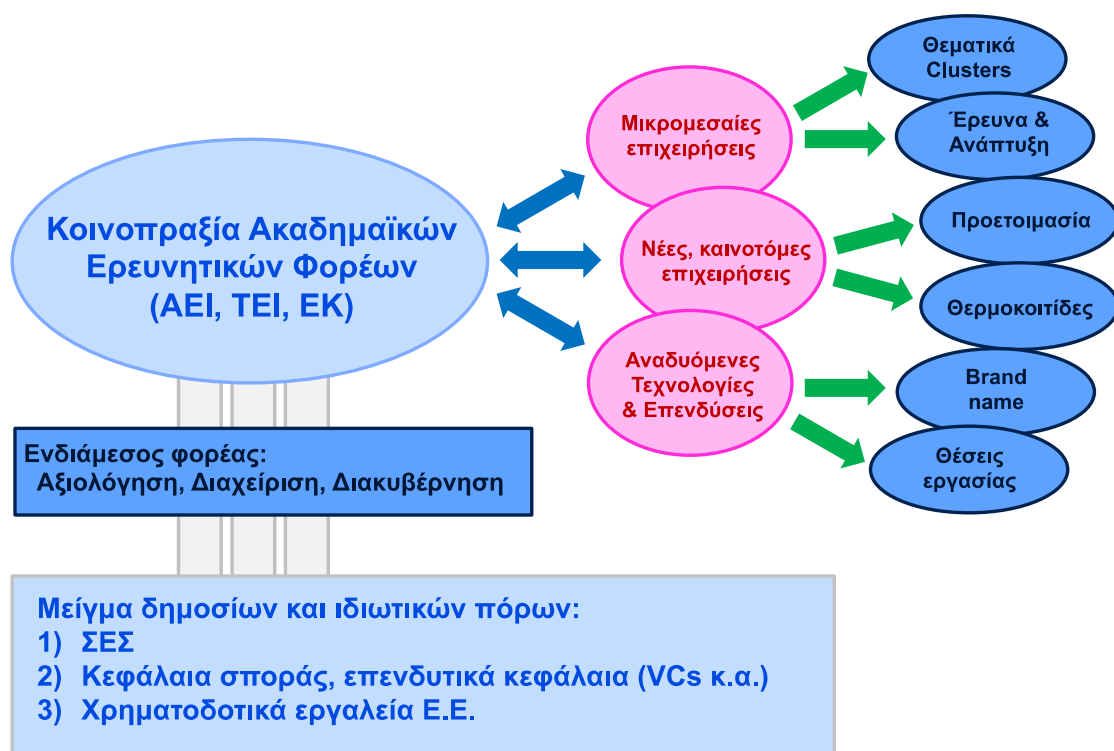 Κοινοπραξία Ακαδημαϊκών
Ερευνητικών Φορέων
(ΑΕΙ, ΤΕΙ, ΕΚ)
Μικρομεσαίες
επιχειρήσεις
Νέες, καινοτόμες
επιχειρήσεις
Αναδυόμενες
Τεχνολογίες
& Επενδύσεις
Θεματικά
Clusters
Έρευνα &
Ανάπτυξη
Προετοιμασία
Θερμοκοιτίδες
Brand
name
Θέσεις
εργασίας
Ενδιάμεσος φορέας:
Αξιολόγηση, Διαχείριση, Διακυβέρνηση
Μείγμα δημοσίων και ιδιωτικών πόρων:
1) ΣΕΣ
2) Κεφάλαια σποράς, επενδυτικά κεφάλαια (VCs κ.α.)
3) Χρηματοδοτικά εργαλεία Ε.Ε.